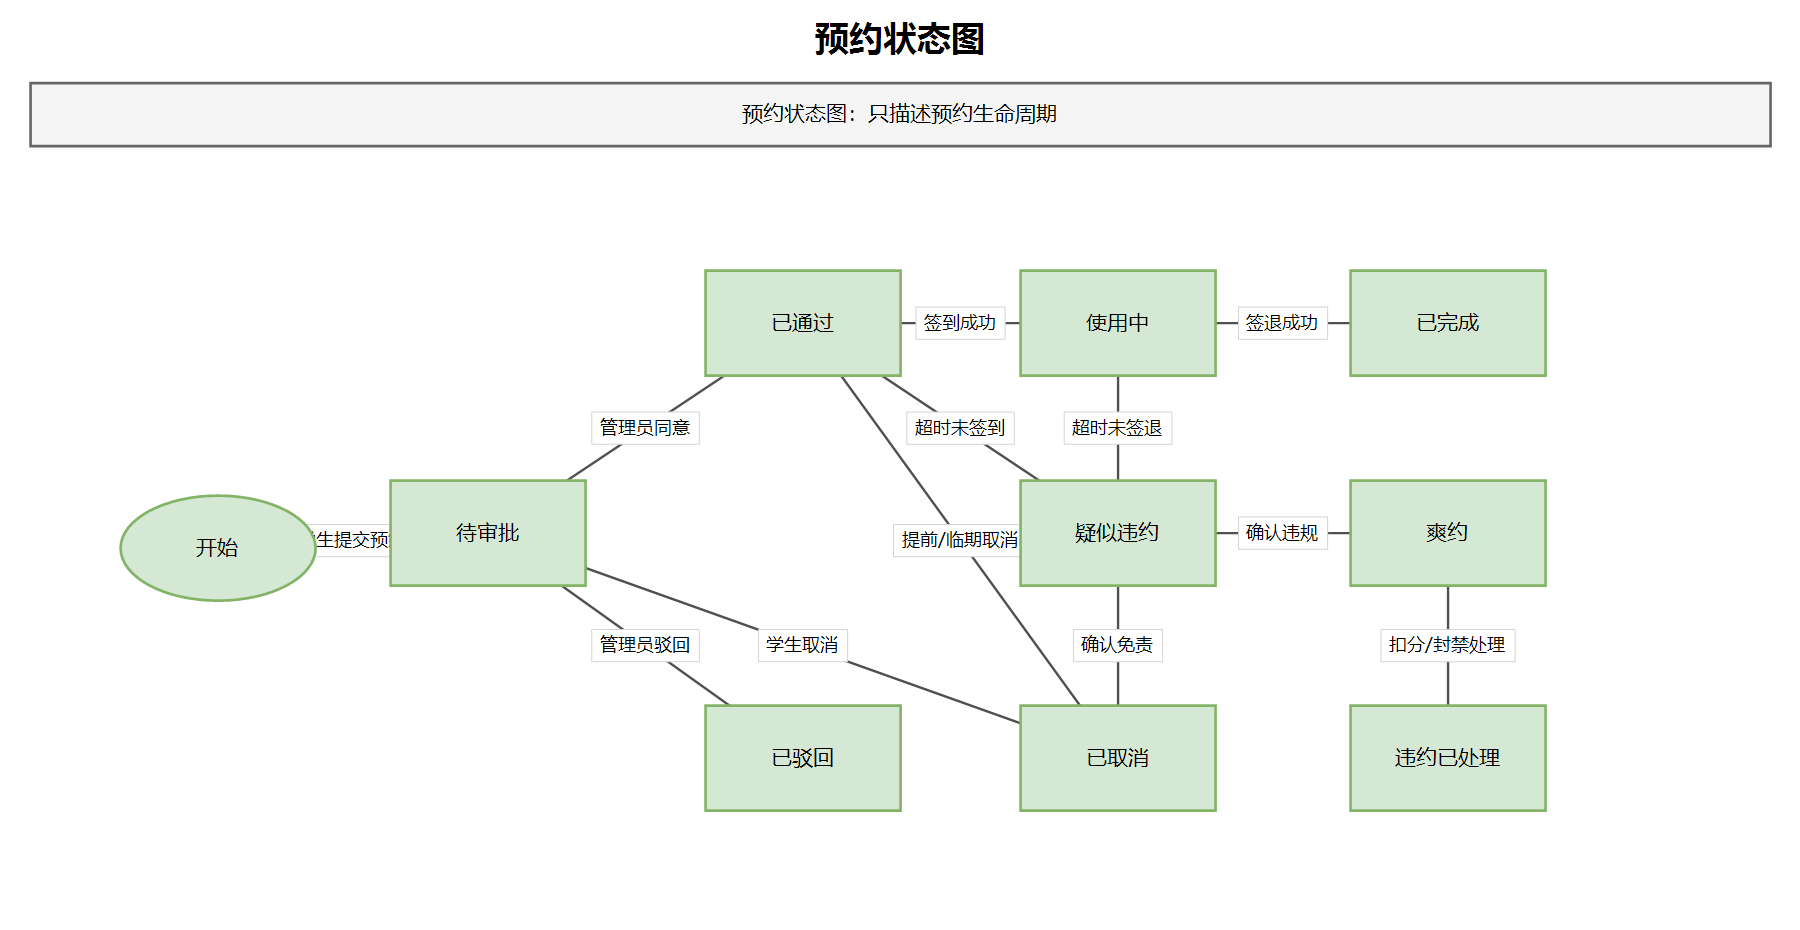 预约状态图
预约状态图：只描述预约生命周期
已通过
签到成功
使用中
签退成功
已完成
管理员同意
超时未签到
超时未签退
开始
生提交预
待审批
提前/临期取消
疑似违约
确认违规
爽约
管理员驳回
学生取消
确认免责
扣分/封禁处理
已驳回
已取消
违约已处理